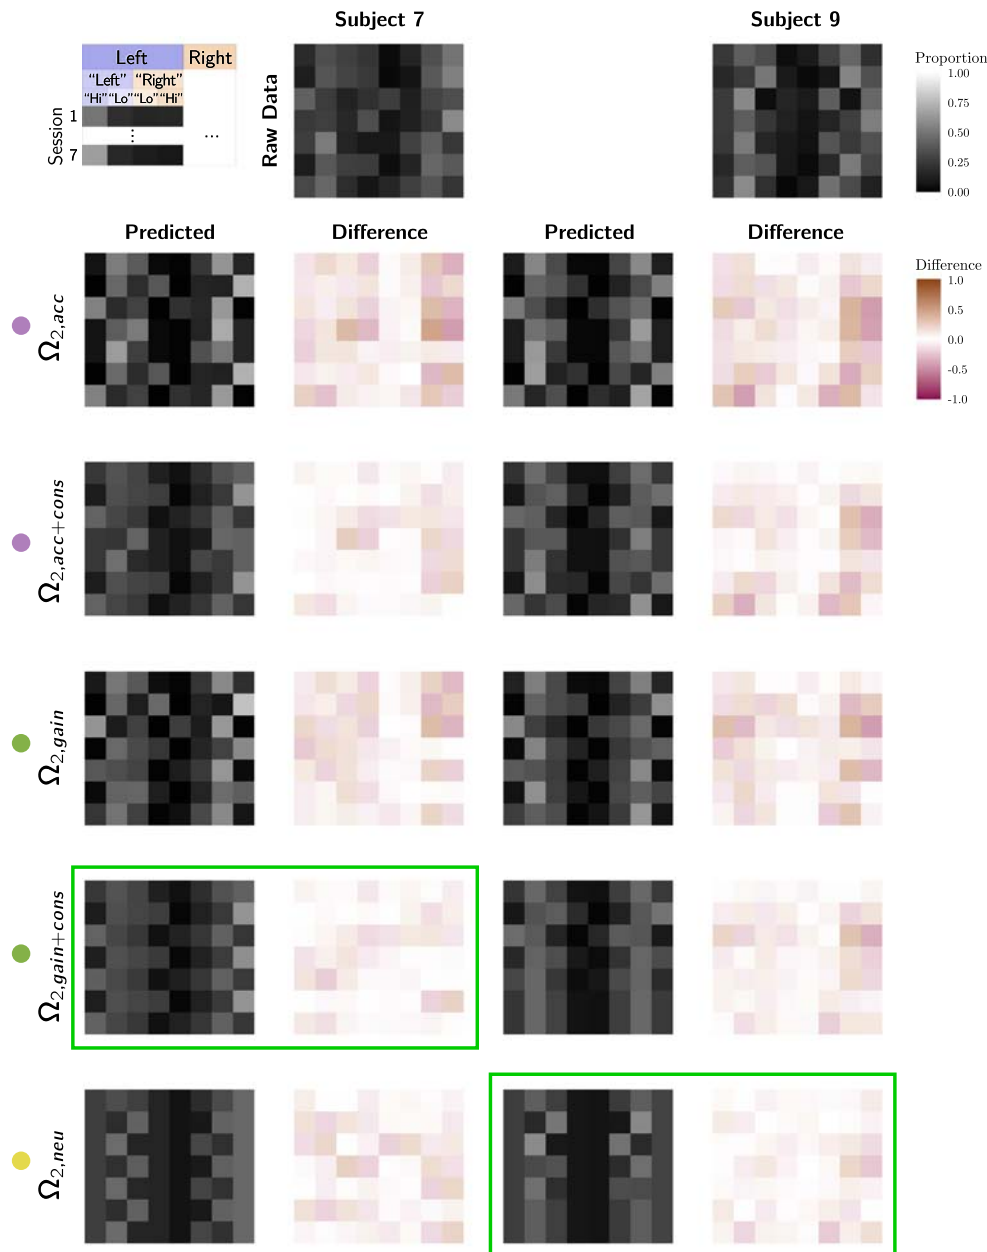 Subject 7
Subject 9
Left Right
“Left” “Right”
“Hi” “Lo” “Lo” “Hi”
Session
1
⋮
...
7
Raw Data
Proportion
1.00
0.75
0.50
0.25
0.00
Predicted Difference Predicted Difference
Difference
1.0
0.5
0.0
-0.5
-1.0
Ω2,acc
Ω2,acc+cons
Ω2,gain
Ω2,gain+cons
Ω2,neu